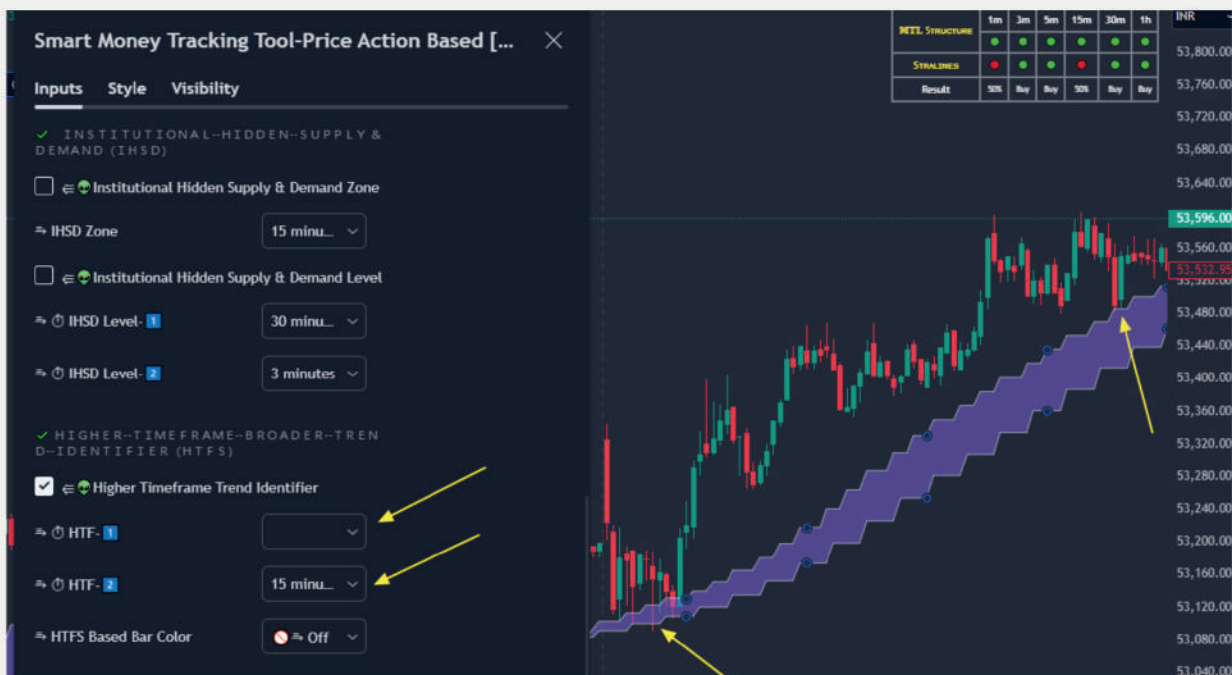 Smart Money Tracking Tool-Price Action Based [...
Inputs Style Visibility
INSTITUTIONAL--HIDDEN--SUPPLY &
DEMAND (IHSD)
Institutional Hidden Supply & Demand Zone
IHSD Zone 15 minu...
Institutional Hidden Supply & Demand Level
IHSD Level- 1 30 minu...
IHSD Level- 2 3 minutes
HIGHER--TIMEFRAME--BROADER--TREN
D--IDENTIFIER (HTFS)
Higher Timeframe Trend Identifier
HTF- 1
HTF- 2 15 minu...
HTFS Based Bar Color Off
1m 3m 5m 15m 30m 1h
MTL STRUCTURE
STRALINES
Result 50% Buy Buy 50% Buy Buy
INR
53,800.00
53,760.00
53,720.00
53,680.00
53,640.00
53,596.00
53,560.00
53,532.95
53,520.00
53,480.00
53,440.00
53,400.00
53,360.00
53,320.00
53,280.00
53,240.00
53,200.00
53,160.00
53,120.00
53,080.00
53,040.00